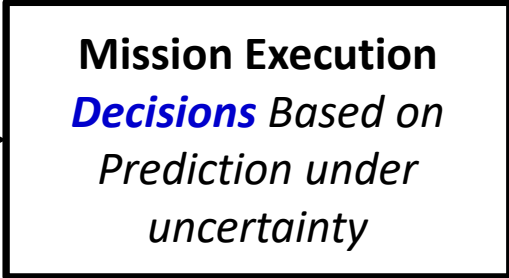 Mission Execution
Decisions Based on
Prediction under
uncertainty